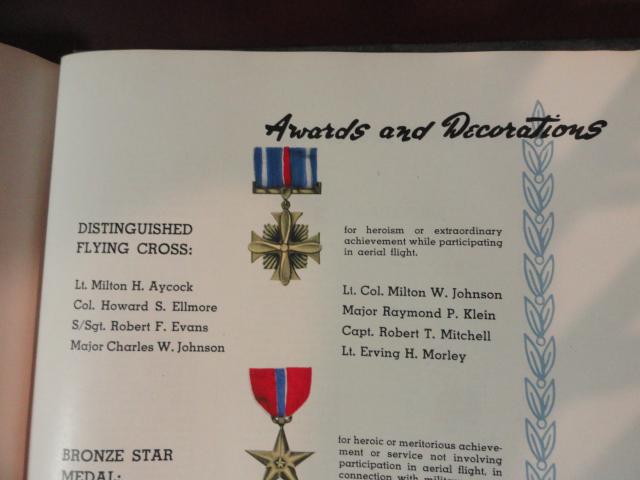 Awards and Decorations
DISTINGUISHED
FLYING CROSS:
for heroism or extraordinary
achievement while participating
in aerial flight.
Lt. Milton H. Aycock
Col. Howard S. Ellmore
S/Sgt. Robert F. Evans
Major Charles W. Johnson
Lt. Col. Milton W. Johnson
Major Raymond P. Klein
Capt. Robert T. Mitchell
Lt. Erving H. Morley
BRONZE STAR
MEDAL:
for heroic or meritorious achieve-
ment or service not involving
participation in aerial flight, in
connection with